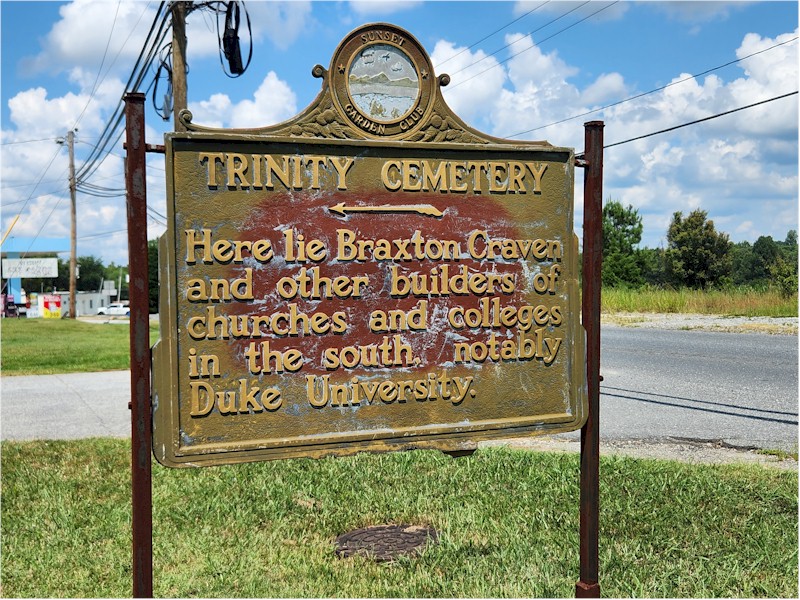 SUNSET
GARDEN CLUB
TRINITY CEMETERY
Here lie Braxton Craven
and other builders of
churches and colleges
in the south, notably
Duke University.